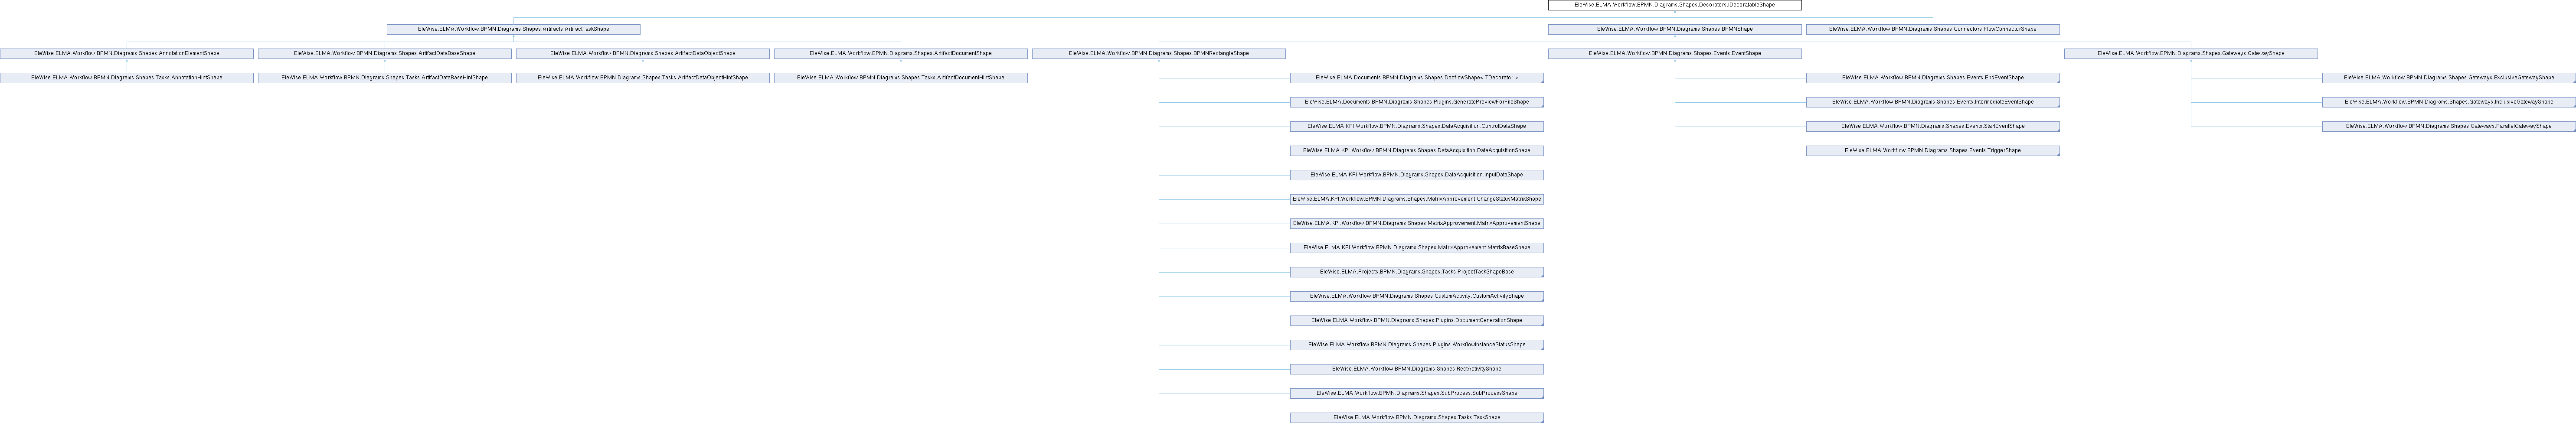 EleWise.ELMA.Workflow.BPMN.Diagrams.Shapes.Decorators.IDecoratableShape
EleWise.ELMA.Workflow.BPMN.Diagrams.Shapes.Artifacts.ArtifactTaskShape
EleWise.ELMA.Workflow.BPMN.Diagrams.Shapes.BPMNShape
EleWise.ELMA.Workflow.BPMN.Diagrams.Shapes.Connectors.FlowConnectorShape
EleWise.ELMA.Workflow.BPMN.Diagrams.Shapes.AnnotationElementShape
EleWise.ELMA.Workflow.BPMN.Diagrams.Shapes.ArtifactDataBaseShape
EleWise.ELMA.Workflow.BPMN.Diagrams.Shapes.ArtifactDataObjectShape
EleWise.ELMA.Workflow.BPMN.Diagrams.Shapes.ArtifactDocumentShape
EleWise.ELMA.Workflow.BPMN.Diagrams.Shapes.BPMNRectangleShape
EleWise.ELMA.Workflow.BPMN.Diagrams.Shapes.Events.EventShape
EleWise.ELMA.Workflow.BPMN.Diagrams.Shapes.Gateways.GatewayShape
EleWise.ELMA.Workflow.BPMN.Diagrams.Shapes.Tasks.AnnotationHintShape
EleWise.ELMA.Workflow.BPMN.Diagrams.Shapes.Tasks.ArtifactDataBaseHintShape
EleWise.ELMA.Workflow.BPMN.Diagrams.Shapes.Tasks.ArtifactDataObjectHintShape
EleWise.ELMA.Workflow.BPMN.Diagrams.Shapes.Tasks.ArtifactDocumentHintShape
EleWise.ELMA.Documents.BPMN.Diagrams.Shapes.DocflowShape< TDecorator >
EleWise.ELMA.Workflow.BPMN.Diagrams.Shapes.Events.EndEventShape
EleWise.ELMA.Workflow.BPMN.Diagrams.Shapes.Gateways.ExclusiveGatewayShape
EleWise.ELMA.Documents.BPMN.Diagrams.Shapes.Plugins.GeneratePreviewForFileShape
EleWise.ELMA.Workflow.BPMN.Diagrams.Shapes.Events.IntermediateEventShape
EleWise.ELMA.Workflow.BPMN.Diagrams.Shapes.Gateways.InclusiveGatewayShape
EleWise.ELMA.KPI.Workflow.BPMN.Diagrams.Shapes.DataAcquisition.ControlDataShape
EleWise.ELMA.Workflow.BPMN.Diagrams.Shapes.Events.StartEventShape
EleWise.ELMA.Workflow.BPMN.Diagrams.Shapes.Gateways.ParallelGatewayShape
EleWise.ELMA.KPI.Workflow.BPMN.Diagrams.Shapes.DataAcquisition.DataAcquisitionShape
EleWise.ELMA.Workflow.BPMN.Diagrams.Shapes.Events.TriggerShape
EleWise.ELMA.KPI.Workflow.BPMN.Diagrams.Shapes.DataAcquisition.InputDataShape
EleWise.ELMA.KPI.Workflow.BPMN.Diagrams.Shapes.MatrixApprovement.ChangeStatusMatrixShape
EleWise.ELMA.KPI.Workflow.BPMN.Diagrams.Shapes.MatrixApprovement.MatrixApprovementShape
EleWise.ELMA.KPI.Workflow.BPMN.Diagrams.Shapes.MatrixApprovement.MatrixBaseShape
EleWise.ELMA.Projects.BPMN.Diagrams.Shapes.Tasks.ProjectTaskShapeBase
EleWise.ELMA.Workflow.BPMN.Diagrams.Shapes.CustomActivity.CustomActivityShape
EleWise.ELMA.Workflow.BPMN.Diagrams.Shapes.Plugins.DocumentGenerationShape
EleWise.ELMA.Workflow.BPMN.Diagrams.Shapes.Plugins.WorkflowInstanceStatusShape
EleWise.ELMA.Workflow.BPMN.Diagrams.Shapes.RectActivityShape
EleWise.ELMA.Workflow.BPMN.Diagrams.Shapes.SubProcess.SubProcessShape
EleWise.ELMA.Workflow.BPMN.Diagrams.Shapes.Tasks.TaskShape